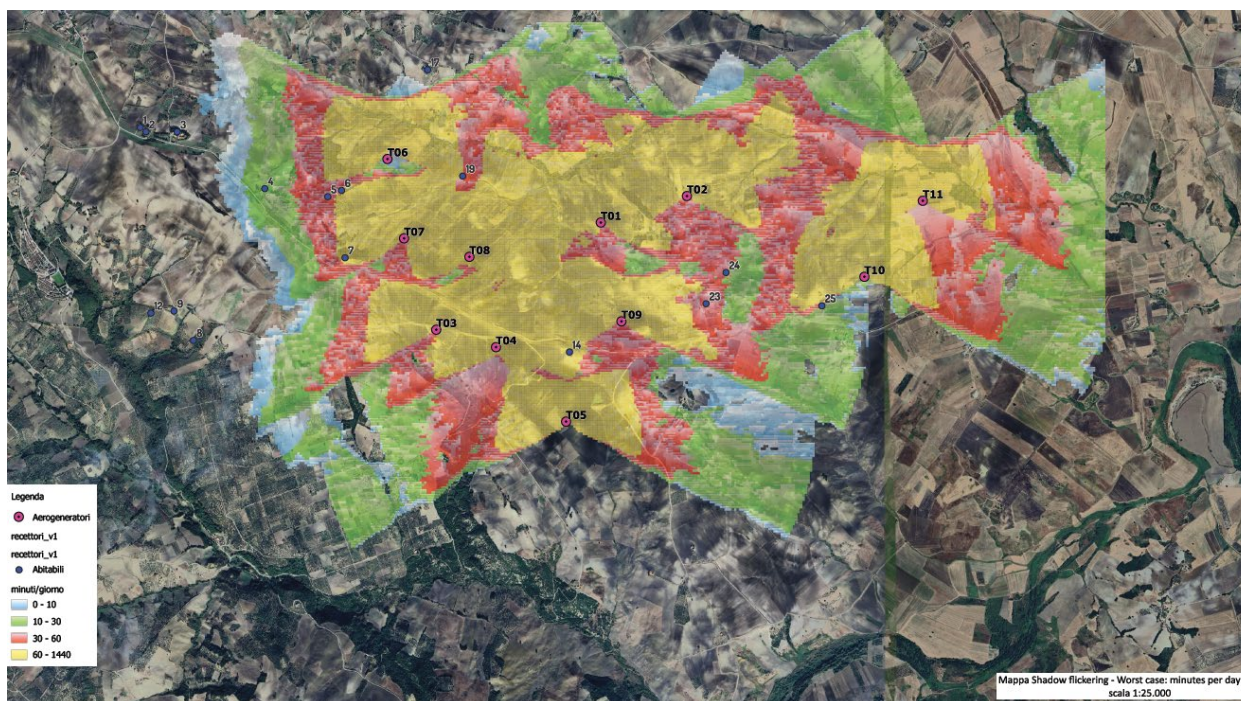 17
1
2
3
T06
19
4
6
5
T02
T11
T01
T07
T08
7
24
T10
23
25
12
9
8
T09
T03
14
T04
T05
Legenda
Aerogeneratori
recettori_v1
recettori_v1
Abitabili
minuti/giorno
0 - 10
10 - 30
30 - 60
60 - 1440
Mappa Shadow flickering - Worst case: minutes per day
scala 1:25.000